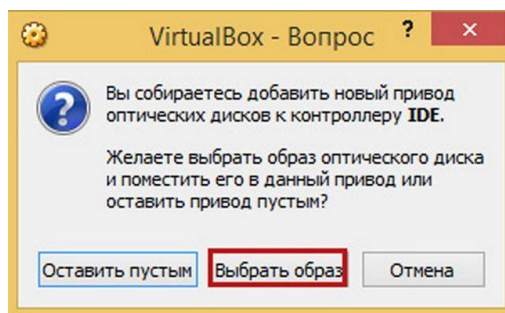 VirtualBox - Вопрос ? ×
Вы собираетесь добавить новый привод
оптических дисков к контроллеру IDE.
Желаете выбрать образ оптического диска
и поместить его в данный привод или
оставить привод пустым?
Оставить пустым Выбрать образ Отмена